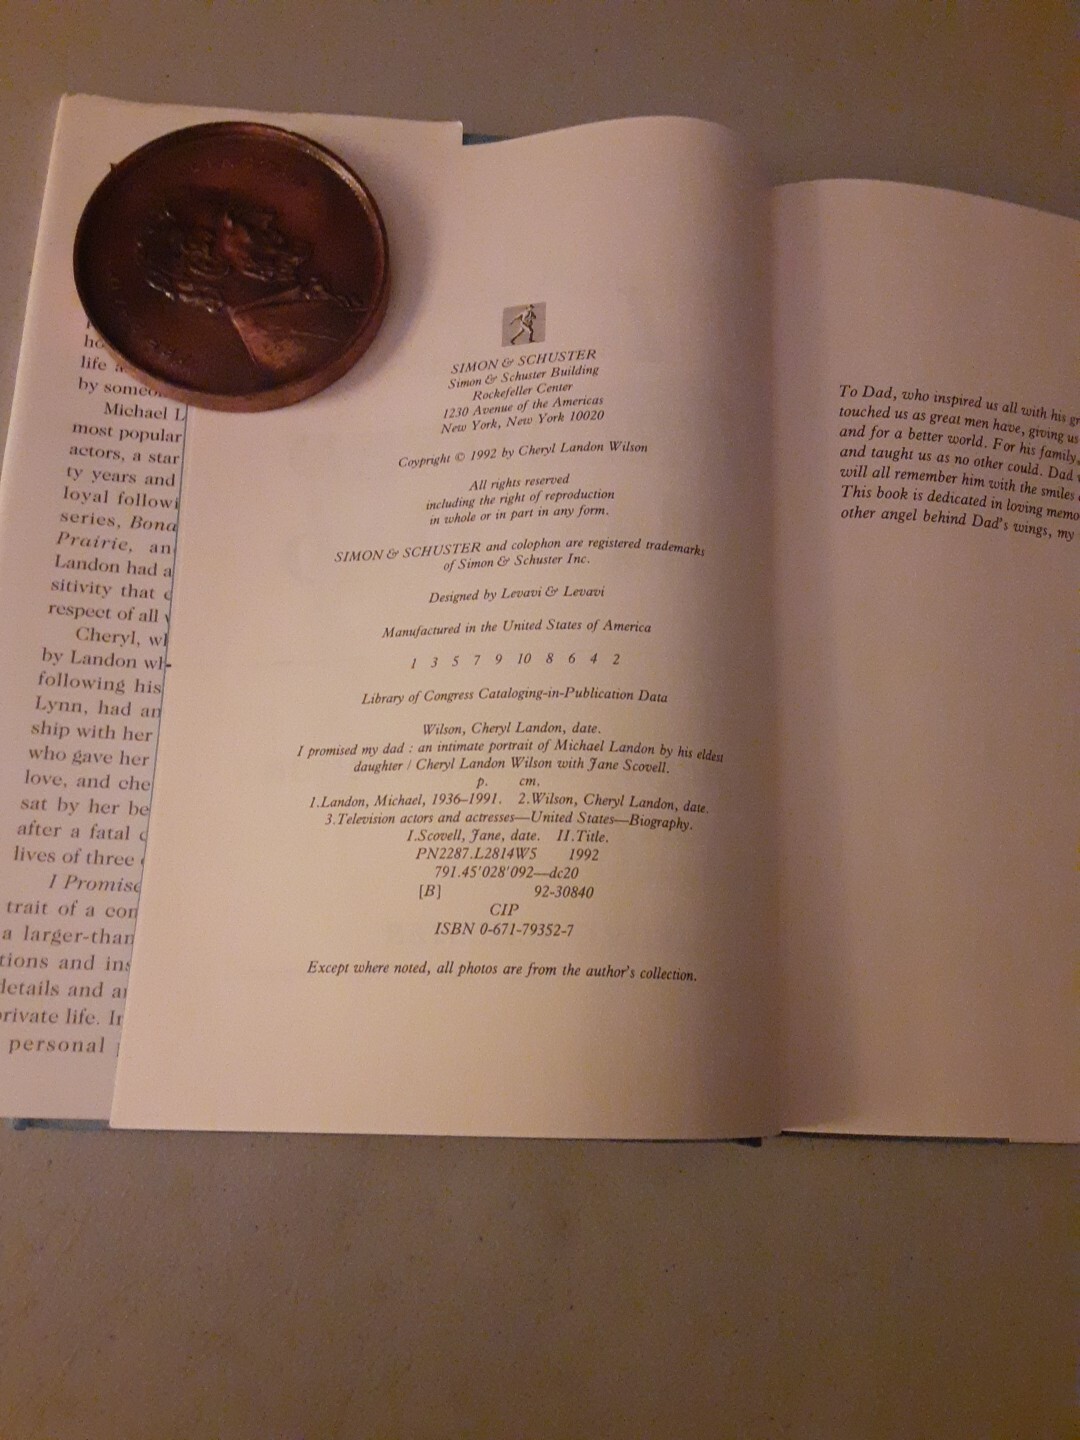 life
by someo
Michael L
most popular
actors, a star
ty years and
loyal follow
series, Bona
Prairie, an
Landon had a
sitivity that
respect of all
Cheryl, w
by Landon wh
following his
Lynn, had an
ship with her
who gave her
love, and che
sat by her be
after a fatal
lives of three
I Promise
trait of a con
a larger-than
tions and ins
details and a
private life. I
personal
SIMON & SCHUSTER
Simon & Schuster Building
Rockefeller Center
1230 Avenue of the Americas
New York, New York 10020
Copyright © 1992 by Cheryl Landon Wilson
All rights reserved
including the right of reproduction
in whole or in part in any form.
SIMON & SCHUSTER and colophon are registered trademarks
of Simon & Schuster Inc.
Designed by Levavi & Levavi
Manufactured in the United States of America
1 3 5 7 9 10 8 6 4 2
Library of Congress Cataloging-in-Publication Data
Wilson, Cheryl Landon, date.
I promised my dad : an intimate portrait of Michael Landon by his eldest
daughter / Cheryl Landon Wilson with Jane Scovell.
p. cm.
1.Landon, Michael, 1936–1991. 2.Wilson, Cheryl Landon, date.
3.Television actors and actresses—United States—Biography.
I.Scovell, Jane, date. II.Title.
PN2287.L2814W5 1992
791.45'028'092—dc20
[B] 92-30840
CIP
ISBN 0-671-79352-7
Except where noted, all photos are from the author's collection.
To Dad, who inspired us all with his gr
touched us as great men have, giving us
and for a better world. For his family,
and taught us as no other could. Dad
will all remember him with the smiles
This book is dedicated in loving memo
other angel behind Dad's wings, my